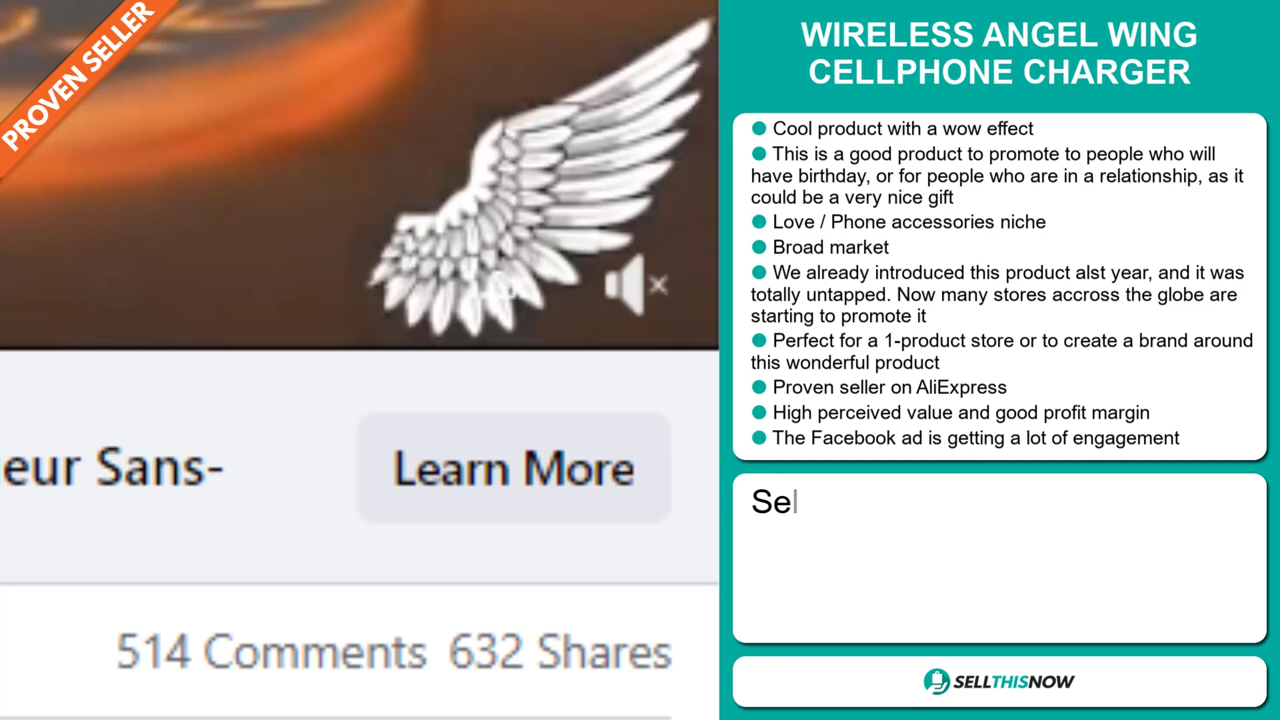 PROVEN SELLER
eur Sans-
Learn More
514 Comments 632 Shares
WIRELESS ANGEL WING
CELLPHONE CHARGER
Cool product with a wow effect
This is a good product to promote to people who will
have birthday, or for people who are in a relationship, as it
could be a very nice gift
Love / Phone accessories niche
Broad market
We already introduced this product alst year, and it was
totally untapped. Now many stores accross the globe are
starting to promote it
Perfect for a 1-product store or to create a brand around
this wonderful product
Proven seller on AliExpress
High perceived value and good profit margin
The Facebook ad is getting a lot of engagement
Sel
SELLTHISNOW